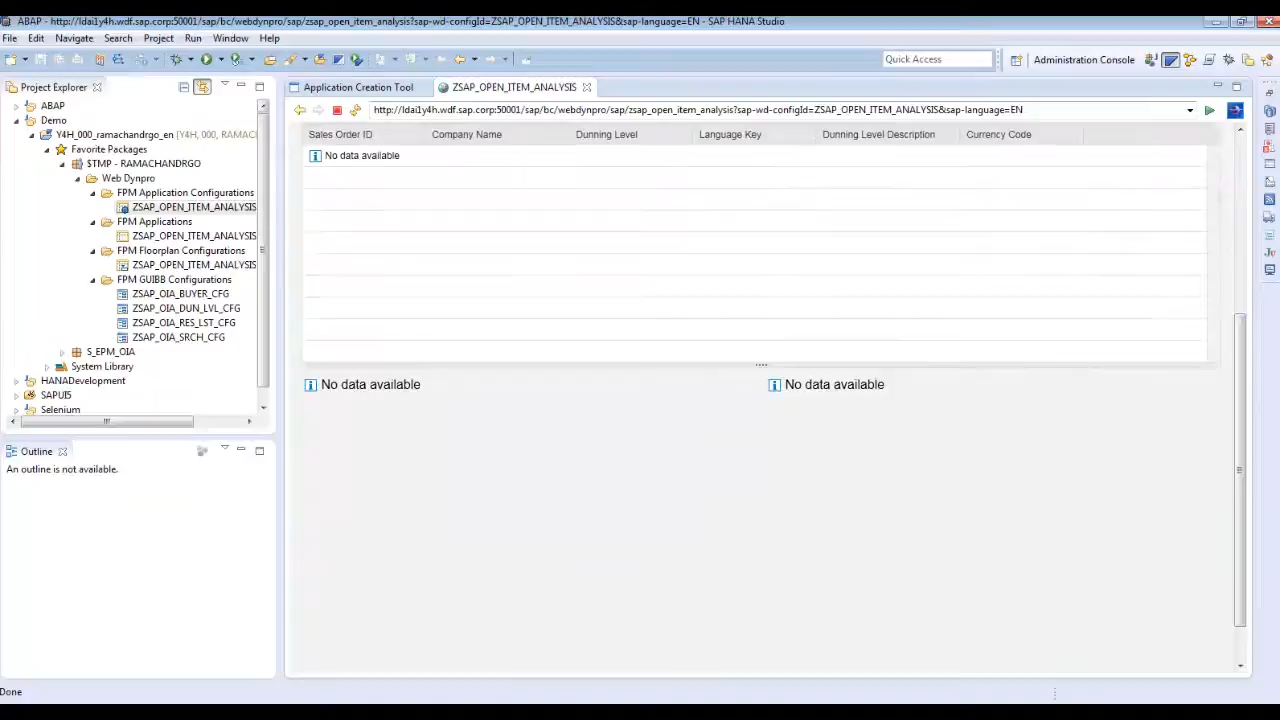 ABAP - http://ldai1y4h.wdf.sap.corp:50001/sap/bc/webdynpro/sap/zsap_open_item_analysis?sap-wd-configId=ZSAP_OPEN_ITEM_ANALYSIS&sap-language=EN - SAP HANA Studio
File Edit Navigate Search Project Run Window Help
Quick Access
Administration Console
Project Explorer
ABAP
Demo
Y4H_000_ramachandrgo_en [Y4H, 000, RAMAC
Favorite Packages
$TMP - RAMACHANDRGO
Web Dynpro
FPM Application Configurations
ZSAP_OPEN_ITEM_ANALYSIS
FPM Applications
ZSAP_OPEN_ITEM_ANALYSIS
FPM Floorplan Configurations
ZSAP_OPEN_ITEM_ANALYSIS
FPM GUIBB Configurations
ZSAP_OIA_BUYER_CFG
ZSAP_OIA_DUN_LVL_CFG
ZSAP_OIA_RES_LST_CFG
ZSAP_OIA_SRCH_CFG
S_EPM_OIA
System Library
HANADevelopment
SAPUI5
Selenium
Outline
An outline is not available.
Application Creation Tool
ZSAP_OPEN_ITEM_ANALYSIS
http://ldai1y4h.wdf.sap.corp:50001/sap/bc/webdynpro/sap/zsap_open_item_analysis?sap-wd-configId=ZSAP_OPEN_ITEM_ANALYSIS&sap-language=EN
Sales Order ID Company Name Dunning Level Language Key Dunning Level Description Currency Code
No data available
No data available No data available
Done